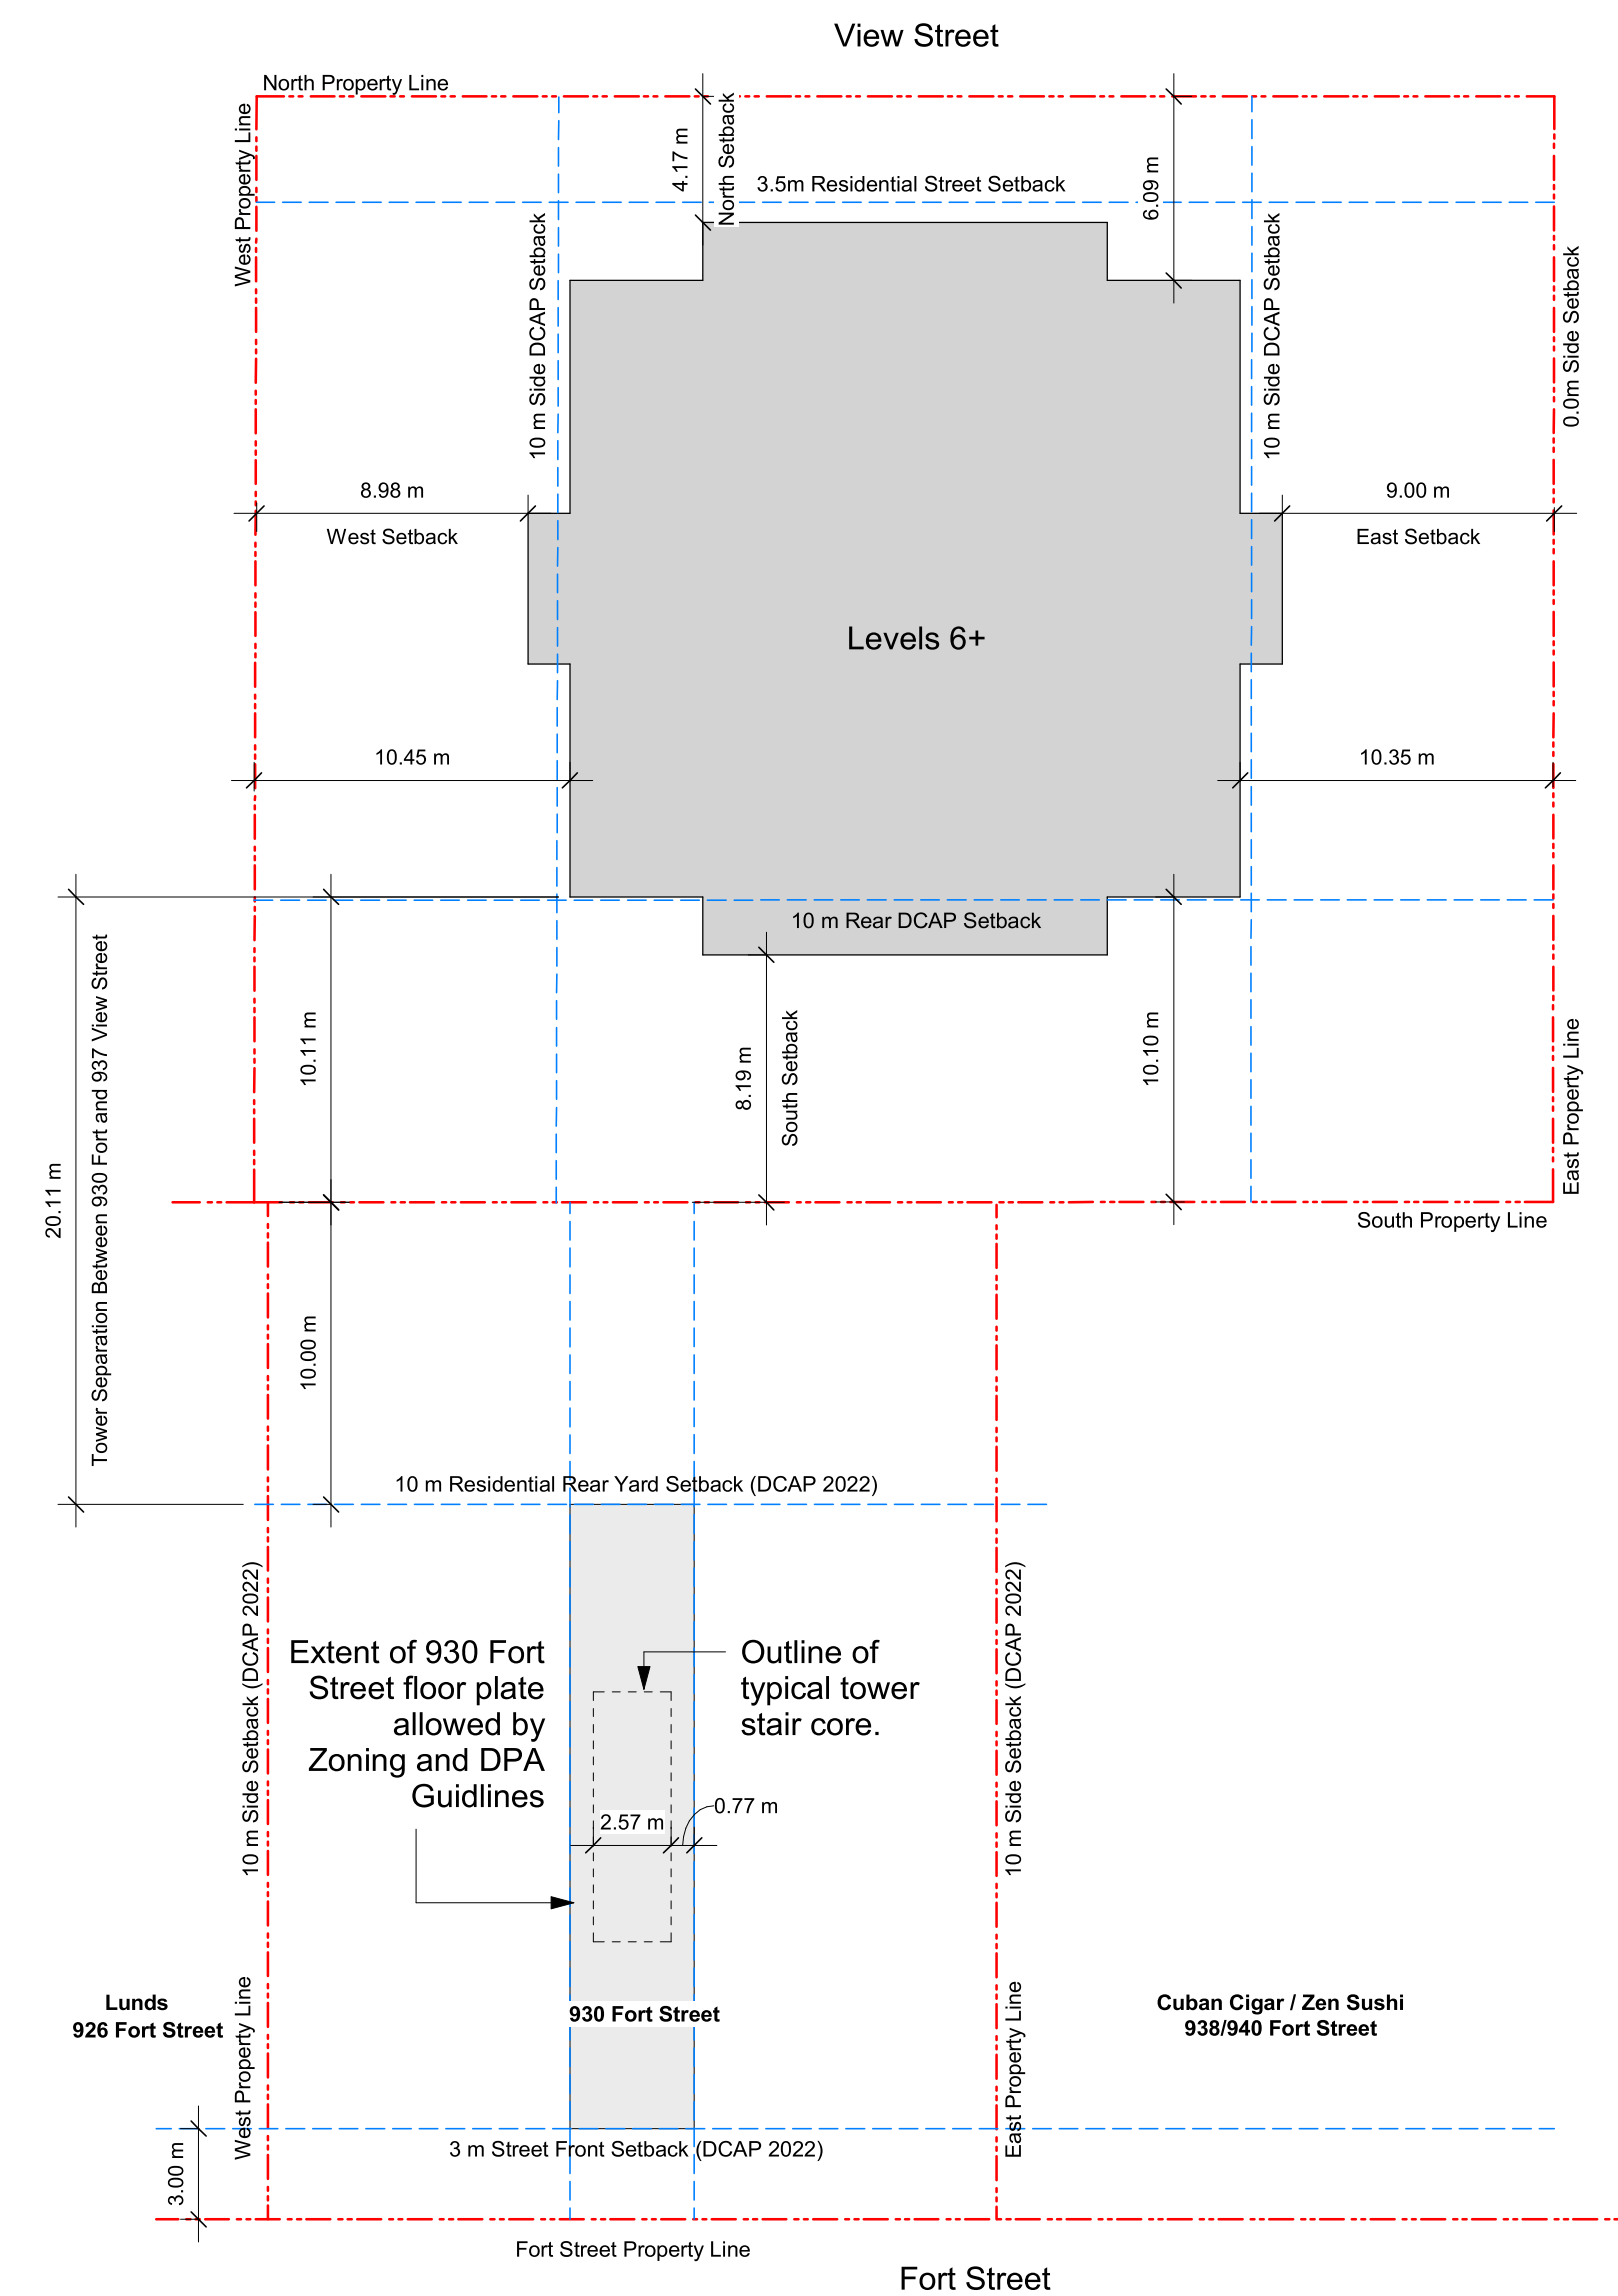 View Street
North Property Line
West Property Line
4.17 m
North Setback
3.5m Residential Street Setback
6.09 m
10 m Side DCAP Setback
10 m Side DCAP Setback
0.0m Side Setback
8.98 m
West Setback
9.00 m
East Setback
Levels 6+
10.45 m
10.35 m
10 m Rear DCAP Setback
20.11 m
Tower Separation Between 930 Fort and 937 View Street
10.11 m
8.19 m
South Setback
10.10 m
East Property Line
South Property Line
10.00 m
10 m Residential Rear Yard Setback (DCAP 2022)
10 m Side Setback (DCAP 2022)
10 m Side Setback (DCAP 2022)
Extent of 930 Fort
Street floor plate
allowed by
Zoning and DPA
Guidlines
Outline of
typical tower
stair core.
2.57 m
0.77 m
Lunds
926 Fort Street
West Property Line
930 Fort Street
East Property Line
Cuban Cigar / Zen Sushi
938/940 Fort Street
3.00 m
3 m Street Front Setback (DCAP 2022)
Fort Street Property Line
Fort Street